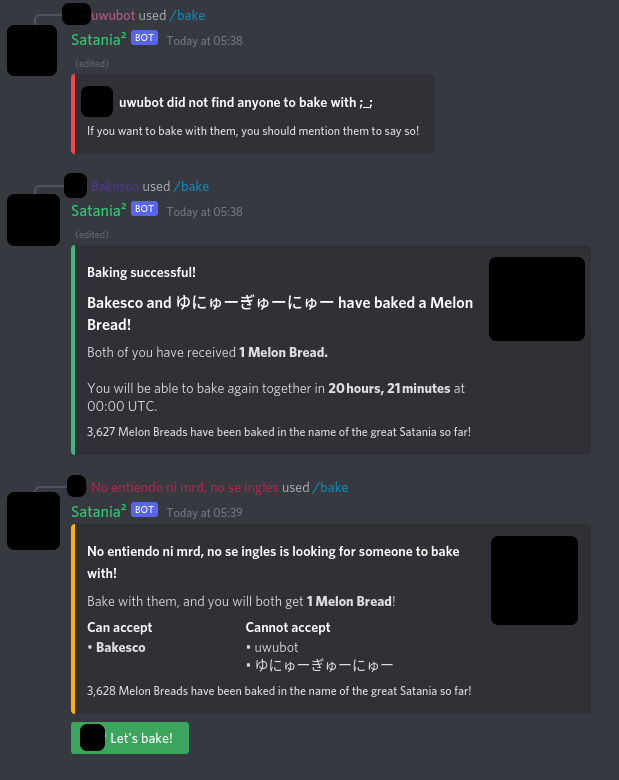 uwubot used /bake
Satania² BOT Today at 05:38
(edited)
uwubot did not find anyone to bake with ;_;
If you want to bake with them, you should mention them to say so!
Bakesco used /bake
Satania² BOT Today at 05:38
(edited)
Baking successful!
Bakesco and ゆにゅーぎゅーにゅー have baked a Melon
Bread!
Both of you have received 1 Melon Bread.
You will be able to bake again together in 20 hours, 21 minutes at
00:00 UTC.
3,627 Melon Breads have been baked in the name of the great Satania so far!
No entiendo ni mrd, no se ingles used /bake
Satania² BOT Today at 05:39
No entiendo ni mrd, no se ingles is looking for someone to bake
with!
Bake with them, and you will both get 1 Melon Bread!
Can accept Cannot accept
• Bakesco • uwubot
• ゆにゅーぎゅーにゅー
3,628 Melon Breads have been baked in the name of the great Satania so far!
Let's bake!